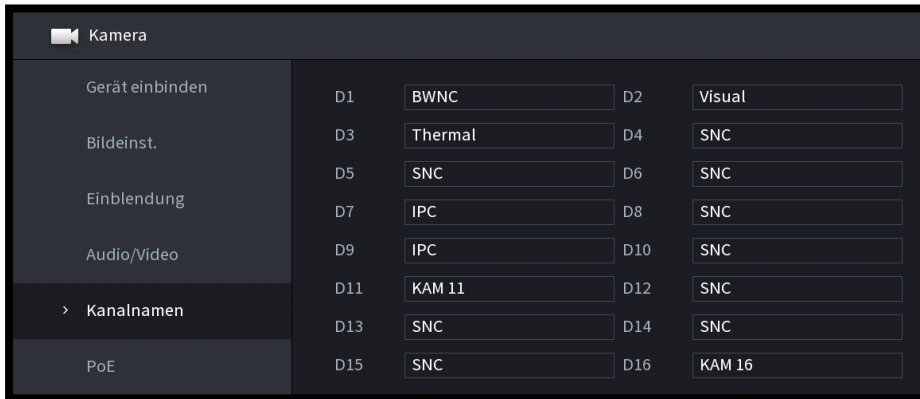 Kamera
Gerät einbinden
Bildeinst.
Einblendung
Audio/Video
Kanalnamen
PoE
D1 BWNC D2 Visual
D3 Thermal D4 SNC
D5 SNC D6 SNC
D7 IPC D8 SNC
D9 IPC D10 SNC
D11 KAM 11 D12 SNC
D13 SNC D14 SNC
D15 SNC D16 KAM 16